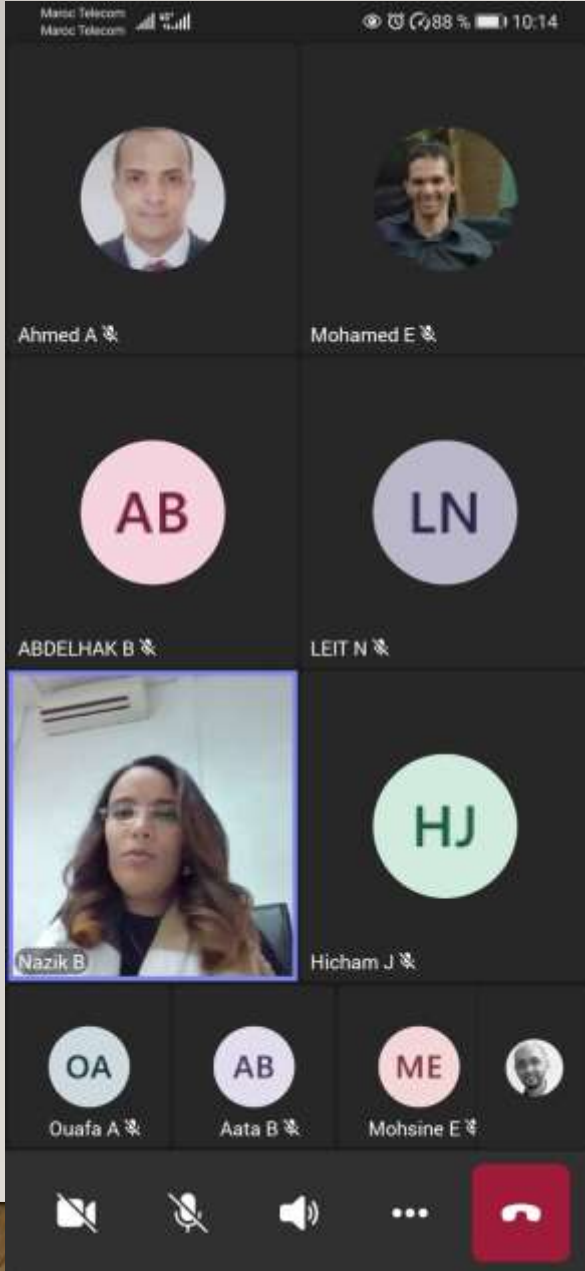 Maroc Telecom
Maroc Telecom
88 % 10:14
Ahmed A
Mohamed E
AB
LN
ABDELHAK B
LEIT N
HJ
Nazik B
Hicham J
OA
AB
ME
Ouafa A
Aata B
Mohsine E